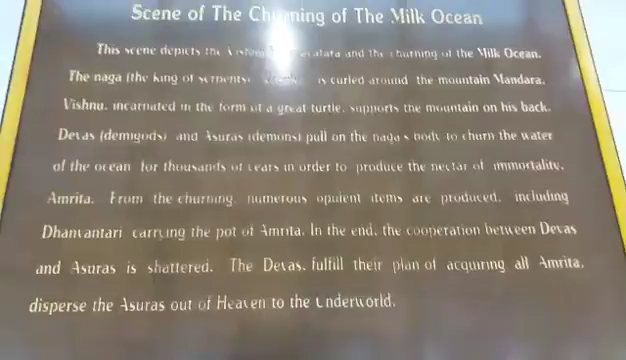 Scene of The Churning of The Milk Ocean
This scene depicts the and the churning of the Milk Ocean.
The naga (the king of serpents) is curled around the mountain Mandara.
Vishnu, incarnated in the form of a great turtle, supports the mountain on his back.
Devas (demigods) and Asuras (demons) pull on the naga's body to churn the water
of the ocean for thousands of years in order to produce the nectar of immortality,
Amrita. From the churning, numerous opulent items are produced, including
Dhanvantari carrying the pot of Amrita. In the end, the cooperation between Devas
and Asuras is shattered. The Devas, fulfill their plan of acquiring all Amrita,
disperse the Asuras out of Heaven to the Underworld.